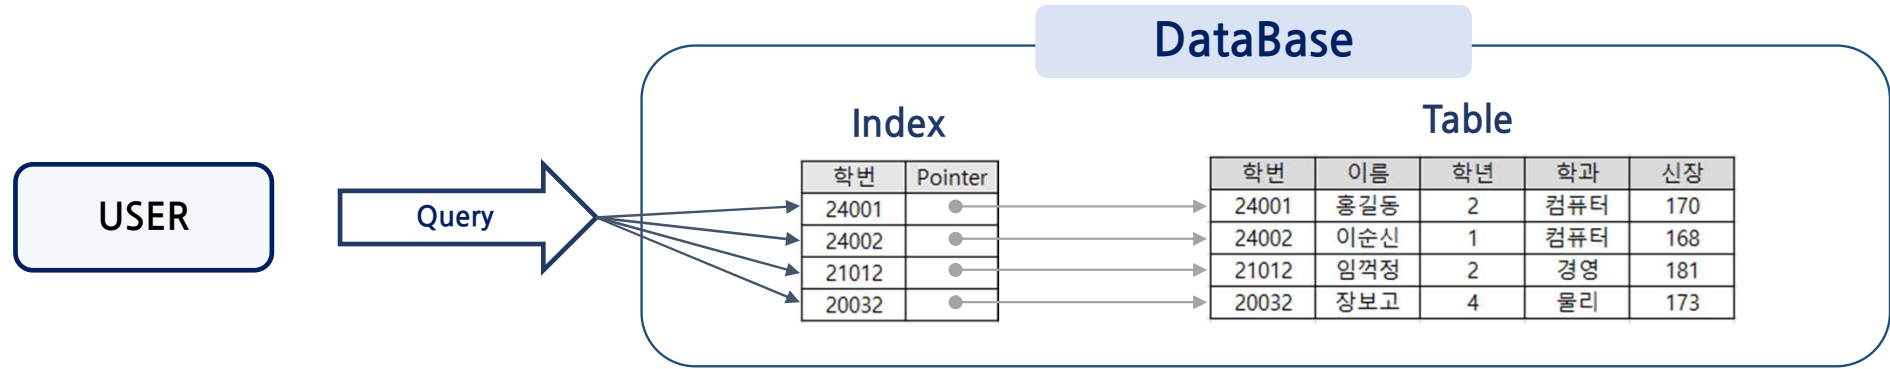 DataBase
Index
Table
USER
Query
학번 Pointer
24001
24002
21012
20032
학번 이름 학년 학과 신장
24001 홍길동 2 컴퓨터 170
24002 이순신 1 컴퓨터 168
21012 임꺽정 2 경영 181
20032 장보고 4 물리 173